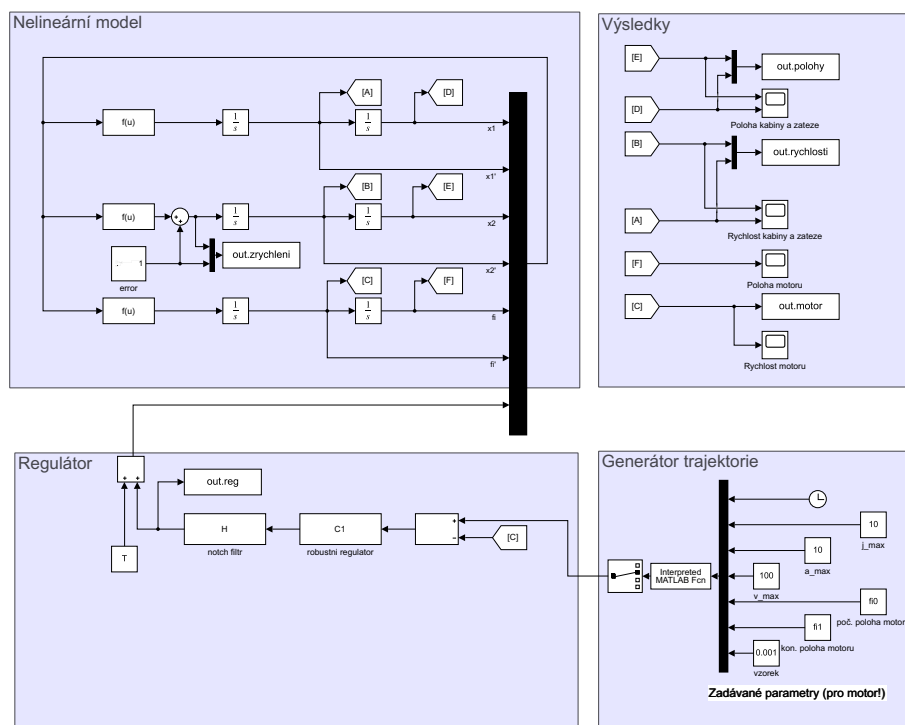 Nelineární model
[A]
[D]
f(u)
1
s
1
s
x1
x1'
[B]
[E]
f(u)
+
+
1
s
1
s
x2
out.zrychleni
1
error
x2'
[C]
[F]
f(u)
1
s
1
s
fi
fi'
Výsledky
[E]
out.polohy
[D]
Poloha kabiny a zateze
[B]
out.rychlosti
[A]
Rychlost kabiny a zateze
[F]
Poloha motoru
[C]
out.motor
Rychlost motoru
Regulátor
+
+
out.reg
H
notch filtr
C1
robustni regulator
+
−
[C]
T
Generátor trajektorie
10
j_max
10
a_max
Interpreted
MATLAB Fcn
100
v_max
fi0
poč. poloha motor
fi1
kon. poloha motoru
0.001
vzorek
Zadávané parametry (pro motor!)